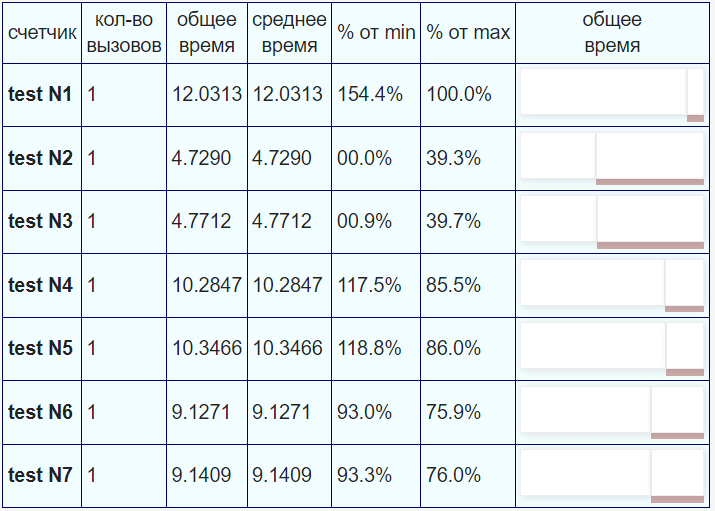 счетчик кол-во вызовов общее время среднее время % от min % от max общее время
test N1 1 12.0313 12.0313 154.4% 100.0%
test N2 1 4.7290 4.7290 00.0% 39.3%
test N3 1 4.7712 4.7712 00.9% 39.7%
test N4 1 10.2847 10.2847 117.5% 85.5%
test N5 1 10.3466 10.3466 118.8% 86.0%
test N6 1 9.1271 9.1271 93.0% 75.9%
test N7 1 9.1409 9.1409 93.3% 76.0%